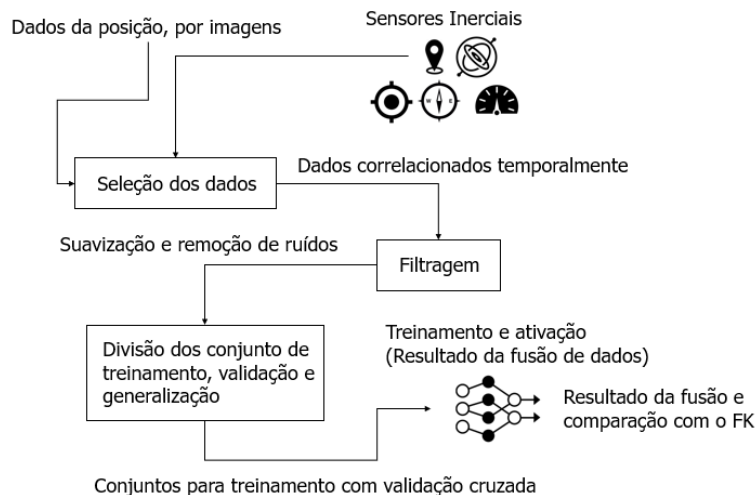 Dados da posição, por imagens
Sensores Inerciais
W E
Seleção dos dados
Dados correlacionados temporalmente
Suavização e remoção de ruídos
Filtragem
Divisão dos conjunto de
treinamento, validação e
generalização
Treinamento e ativação
(Resultado da fusão de dados)
Resultado da fusão e
comparação com o FK
Conjuntos para treinamento com validação cruzada